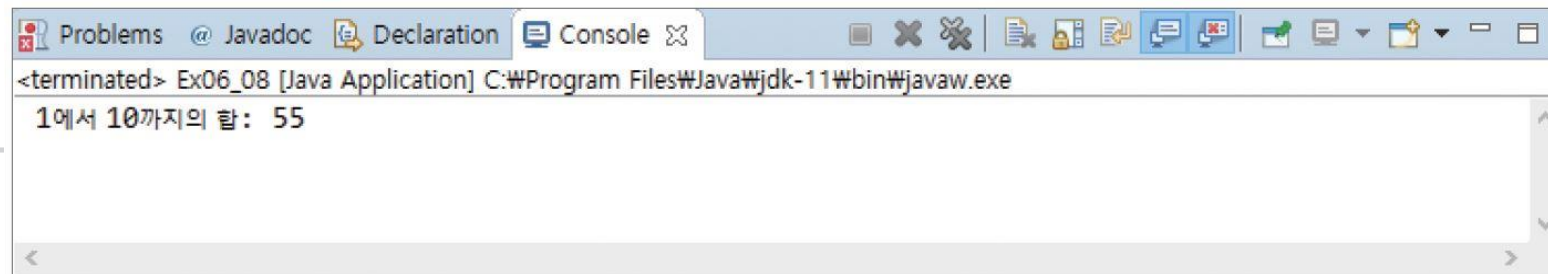 Problems @ Javadoc Declaration Console
<terminated> Ex06_08 [Java Application] C:₩Program Files₩Java₩jdk-11₩bin₩javaw.exe
1에서 10까지의 합: 55